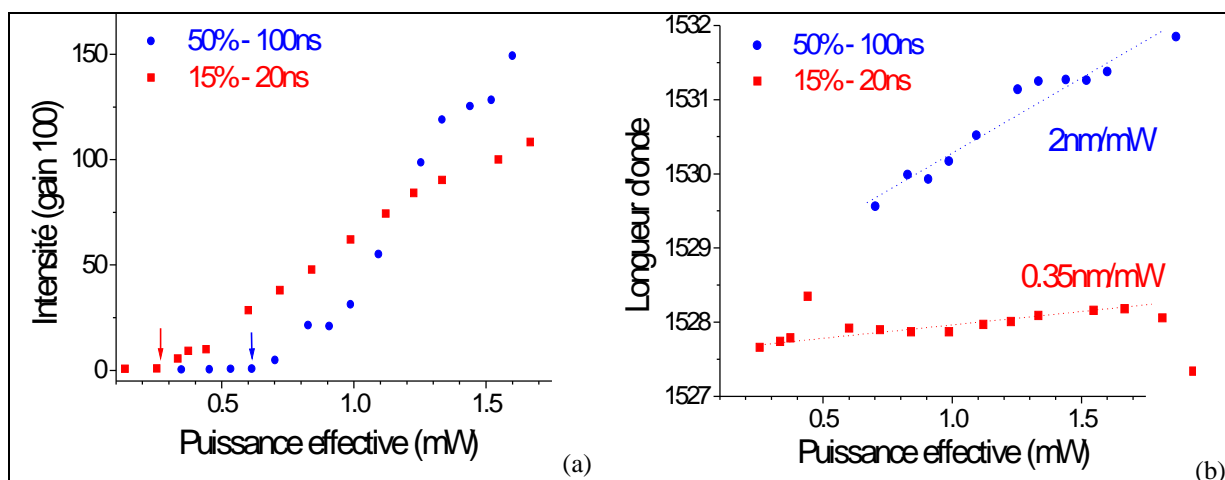 50% - 100ns
15% - 20ns
150
100
50
0
Intensité (gain 100)
0.5
1.0
1.5
Puissance effective (mW)
(a)
1532
1531
1530
1529
1528
1527
Longueur d'onde
50% - 100ns
15% - 20ns
2nm/mW
0.35nm/mW
0.5
1.0
1.5
Puissance effective (mW)
(b)